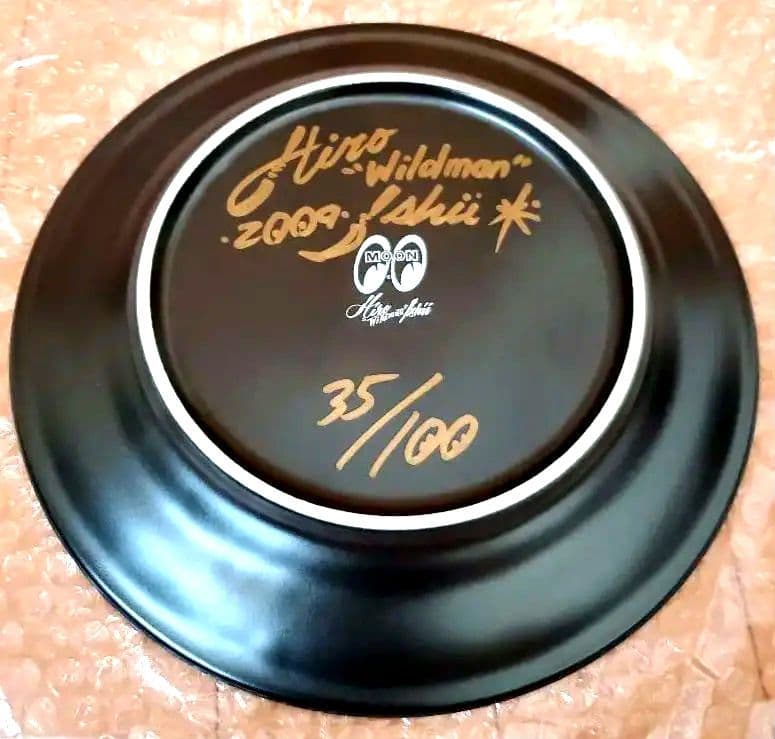 Hiro
"Wildman"
·2009· Ishii
MOON
Hiro "Wildman" Ishii
35/100